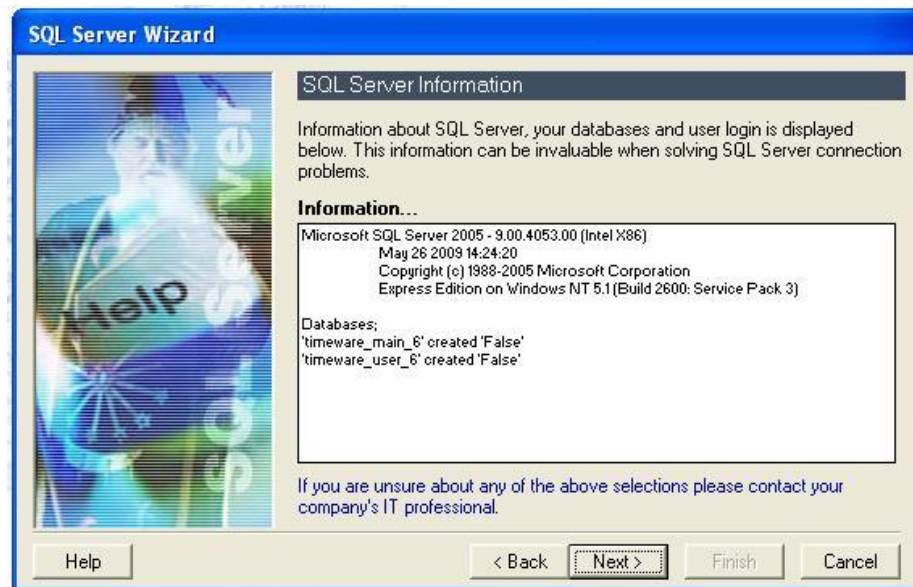 SQL Server Wizard
SQL Server Information
Information about SQL Server, your databases and user login is displayed
below. This information can be invaluable when solving SQL Server connection
problems.
Information...
Microsoft SQL Server 2005 - 9.00.4053.00 (Intel X86)
May 26 2009 14:24:20
Copyright (c) 1988-2005 Microsoft Corporation
Express Edition on Windows NT 5.1 (Build 2600: Service Pack 3)
Databases;
'timeware_main_6' created 'False'
'timeware_user_6' created 'False'
If you are unsure about any of the above selections please contact your
company's IT professional.
Help
SQL Server
Help
< Back
Next >
Finish
Cancel